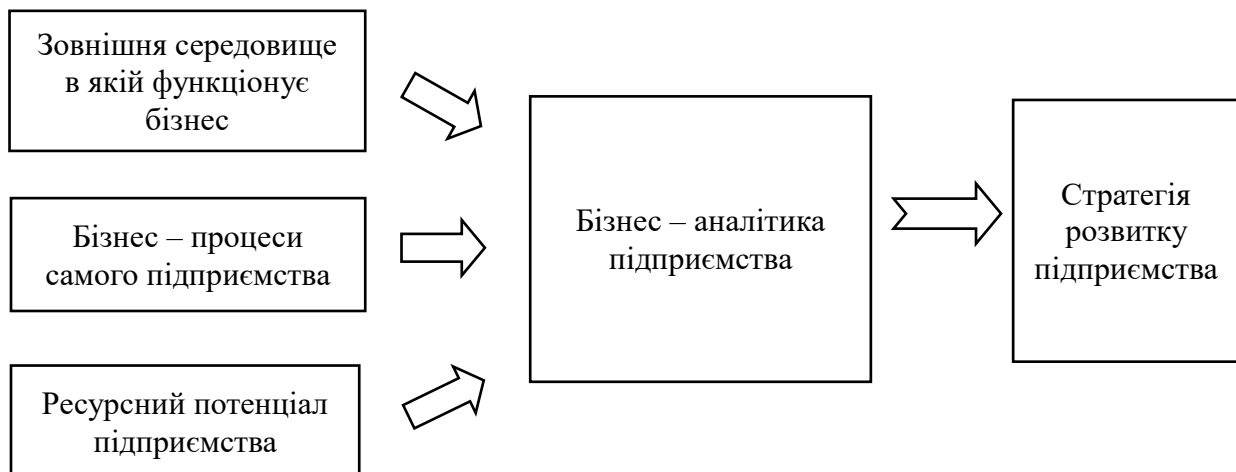 Зовнішня середовище
в якій функціонує
бізнес
Бізнес – процеси
самого підприємства
Ресурсний потенціал
підприємства
Бізнес – аналітика
підприємства
Стратегія
розвитку
підприємства